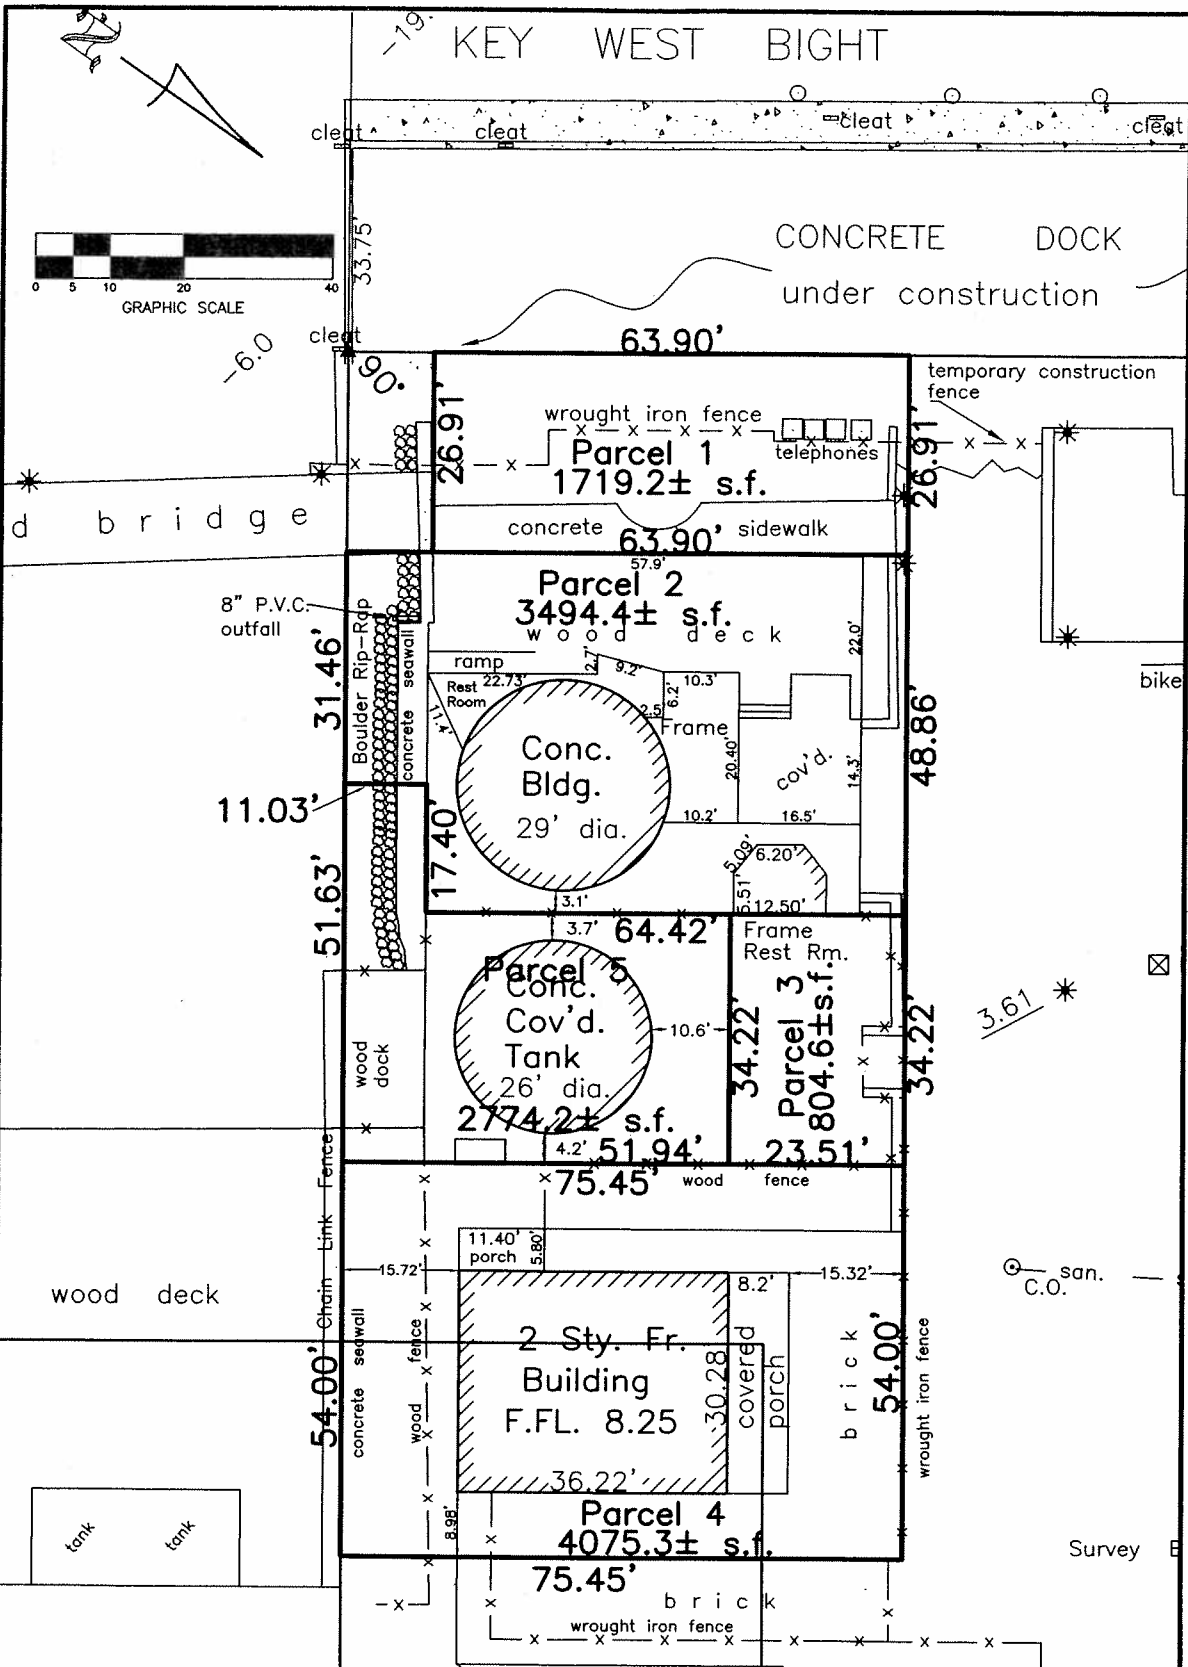 N
-19.
KEY WEST BIGHT
cleat
cleat
cleat
cleat
33.75'
CONCRETE DOCK
under construction
0 5 10 20 40
GRAPHIC SCALE
cleat
-6.0
90°
63.90'
temporary construction
fence
26.91'
wrought iron fence
telephones
Parcel 1
1719.2± s.f.
26.91'
d bridge
concrete sidewalk
63.90'
57.9'
Parcel 2
3494.4± s.f.
wood deck
8" P.V.C.
outfall
31.46'
Boulder Rip-Rap
concrete seawall
ramp
22.73'
2.7'
9.2'
10.3'
22.0'
Rest
Room
11.4'
6.2'
2.5'
Frame
20.40'
cov'd.
14.3'
48.86'
bike
Conc.
Bldg.
29' dia.
10.2'
16.5'
11.03'
17.40'
5.09'
6.20'
5.51'
12.50'
3.1'
51.63'
3.7'
64.42'
Frame
Rest Rm.
Parcel 5
Conc.
Cov'd.
Tank
26' dia.
2774.2± s.f.
10.6'
34.22'
Parcel 3
804.6±s.f.
34.22'
3.61
wood
dock
4.2'
51.94'
23.51'
75.45'
wood fence
Chain Link Fence
11.40'
porch
5.80'
15.72'
8.2'
15.32'
san.
C.O.
wood deck
concrete seawall
wood fence
2 Sty. Fr.
Building
F.FL. 8.25
30.28
covered
porch
brick
54.00'
wrought iron fence
54.00'
36.22'
8.98'
Parcel 4
4075.3± s.f.
tank
tank
Survey
75.45'
brick
wrought iron fence